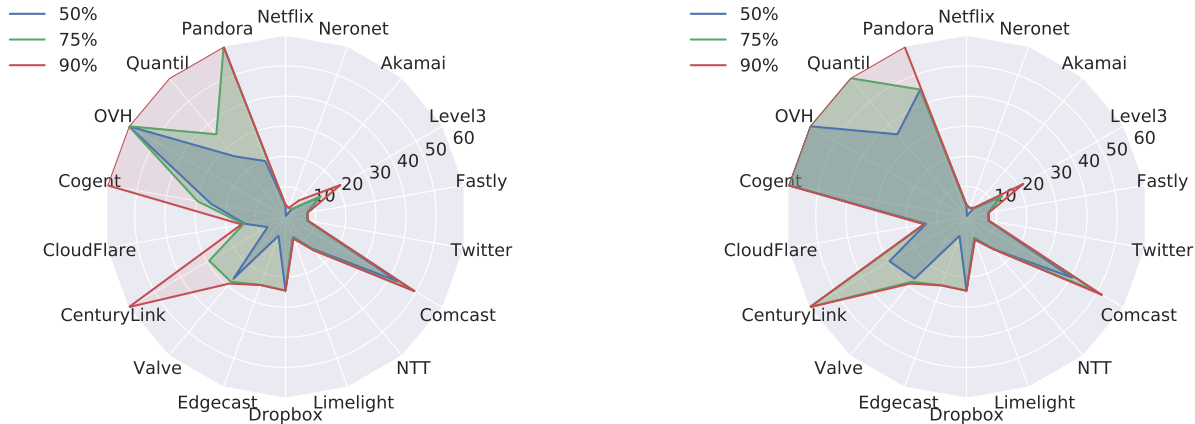 50%
75%
90%
Netflix
Neronet
Akamai
Level3
Fastly
Twitter
Comcast
NTT
Limelight
Dropbox
Edgecast
Valve
CenturyLink
CloudFlare
Cogent
OVH
Quantil
Pandora
10
20
30
40
50
60
50%
75%
90%
Netflix
Neronet
Akamai
Level3
Fastly
Twitter
Comcast
NTT
Limelight
Dropbox
Edgecast
Valve
CenturyLink
CloudFlare
Cogent
OVH
Quantil
Pandora
10
20
30
40
50
60